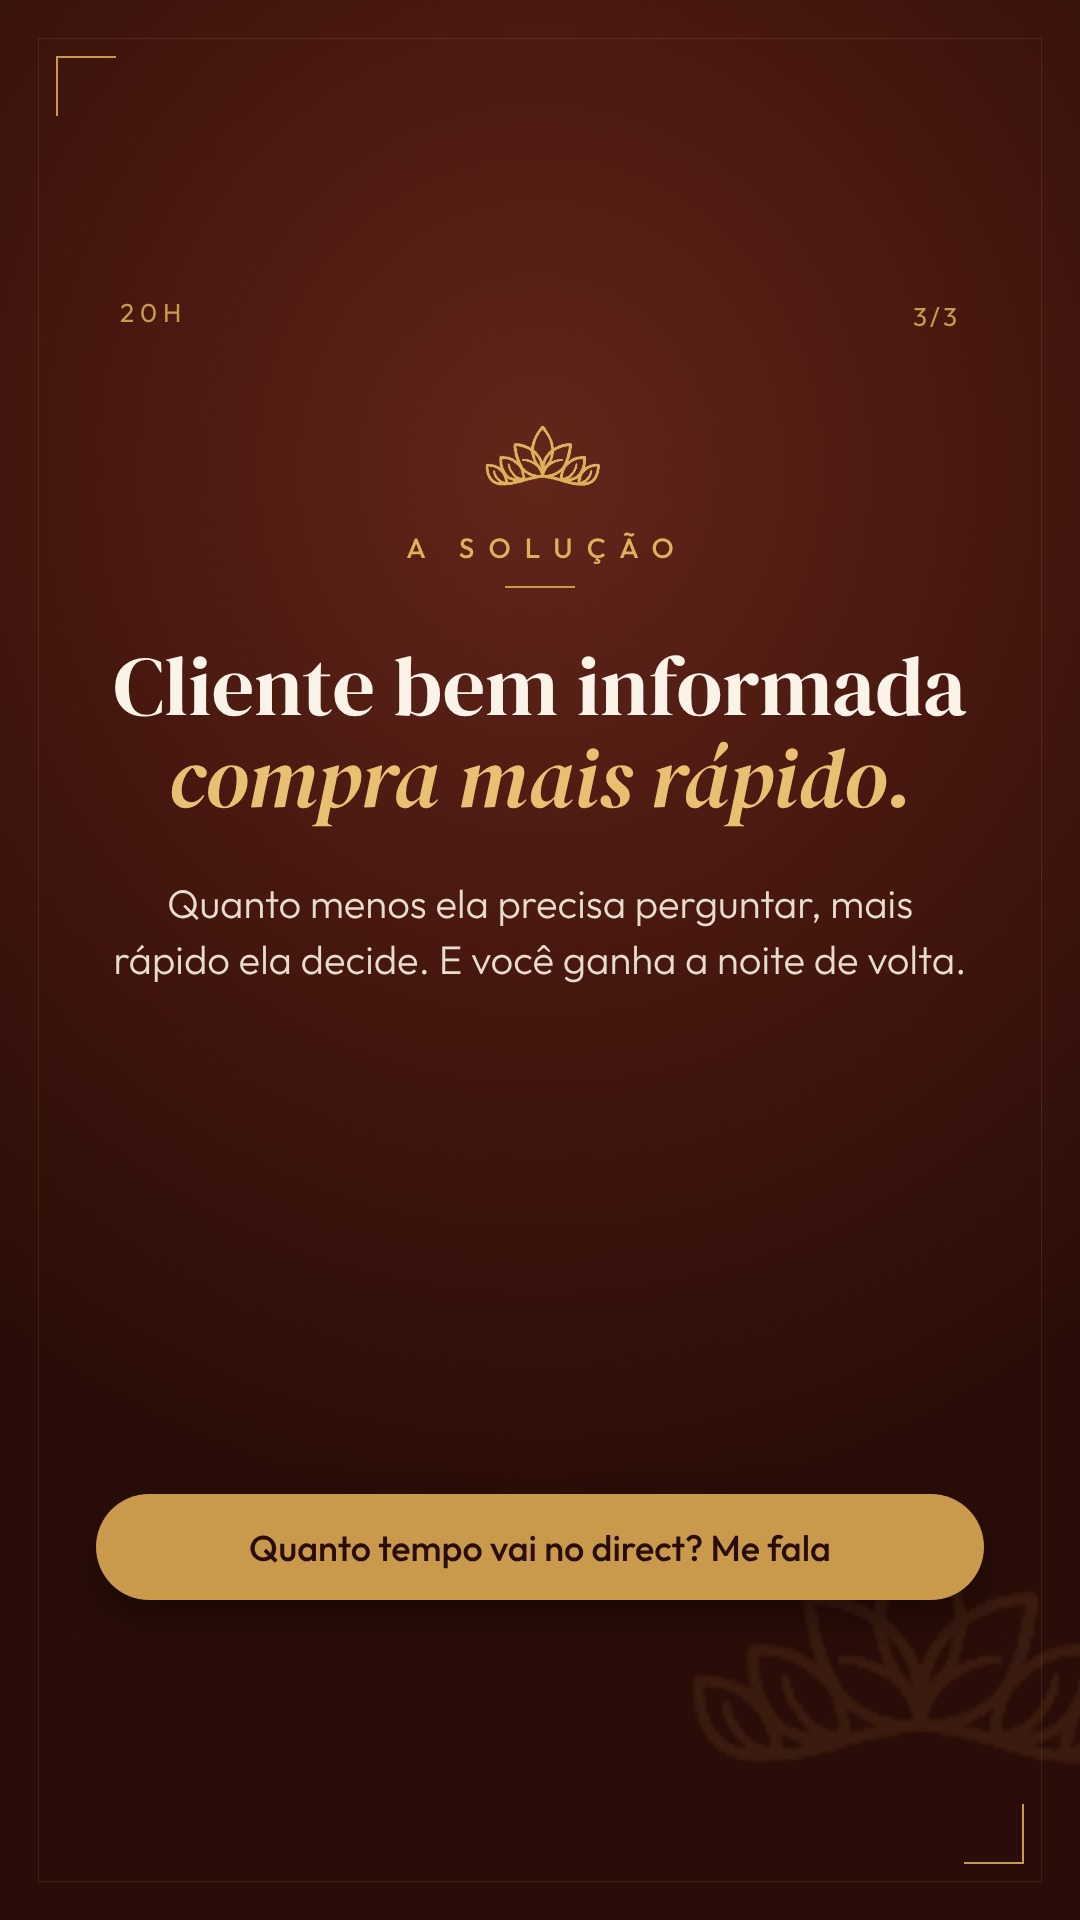 20H
3/3
A SOLUÇÃO
Cliente bem informada
compra mais rápido.
Quanto menos ela precisa perguntar, mais
rápido ela decide. E você ganha a noite de volta.
Quanto tempo vai no direct? Me fala